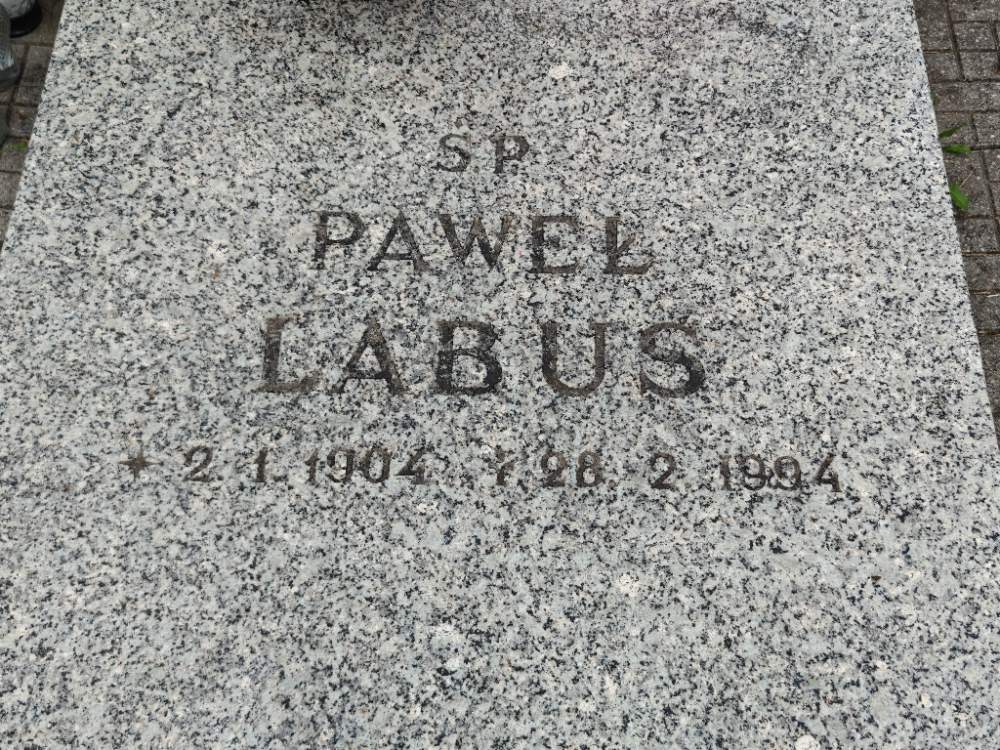 SP
PAWEŁ
LABUS
* 2.1.1904 † 28.2.1994